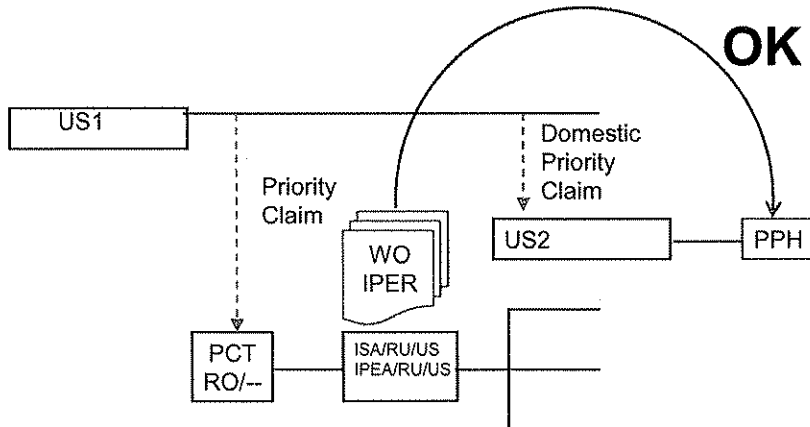 OK
US1
Domestic
Priority
Claim
Priority
Claim
WO
IPER
US2
PPH
PCT
RO/--
ISA/RU/US
IPEA/RU/US